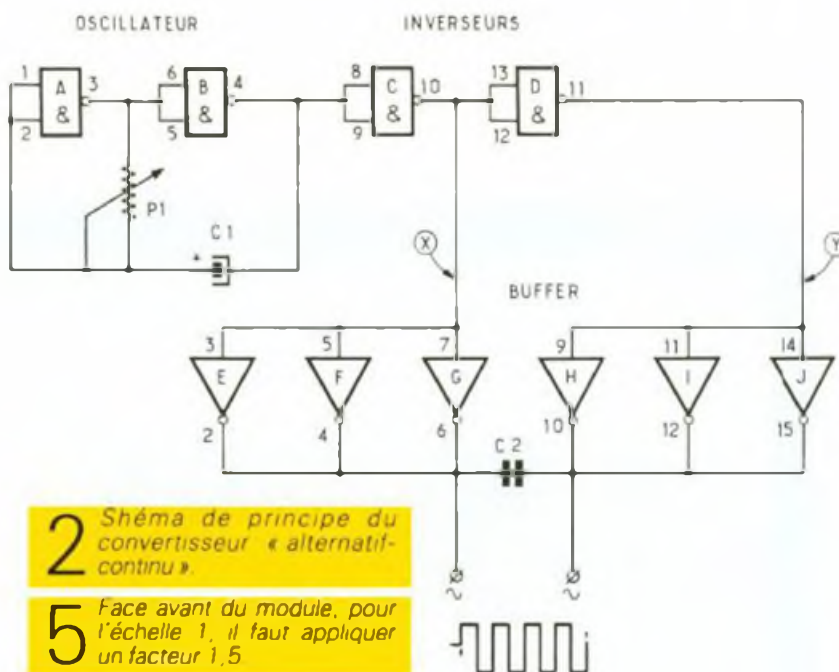 OSCILLATEUR INVERSEURS
1 2 A & 3
6 5 B & 4
8 9 C & 10
13 12 D & 11
P1
+ C1
X Y
BUFFER
3 5 7 9 11 14
E F G H I J
2 4 6 10 12 15
C2
2 Shéma de principe du
convertisseur « alternatif-
continu ».
5 Face avant du module, pour
l'échelle 1, il faut appliquer
un facteur 1,5.